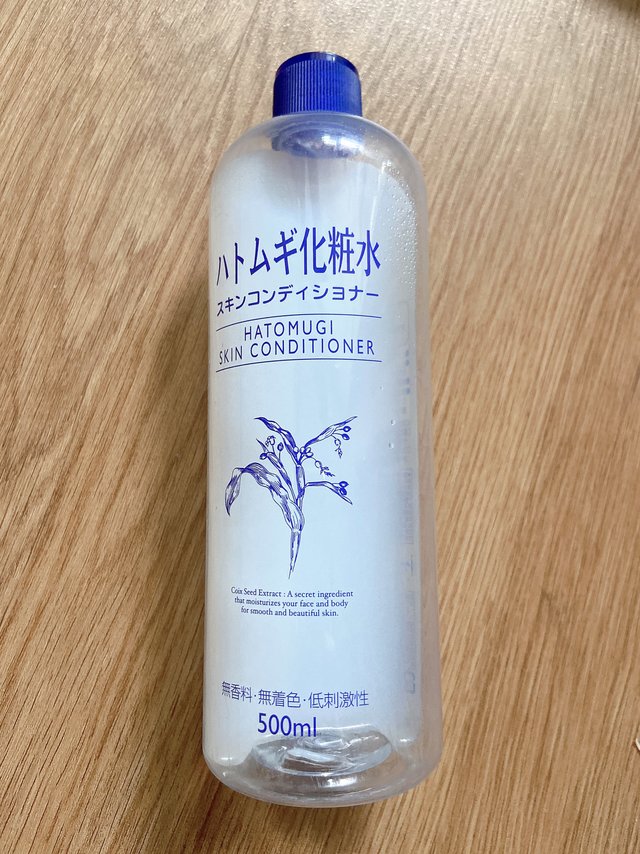 ハトムギ化粧水
スキンコンディショナー
HATOMUGI
SKIN CONDITIONER
Coix Seed Extract : A secret ingredient
that moisturizes your face and body
for smooth and beautiful skin.
無香料・無着色・低刺激性
500ml